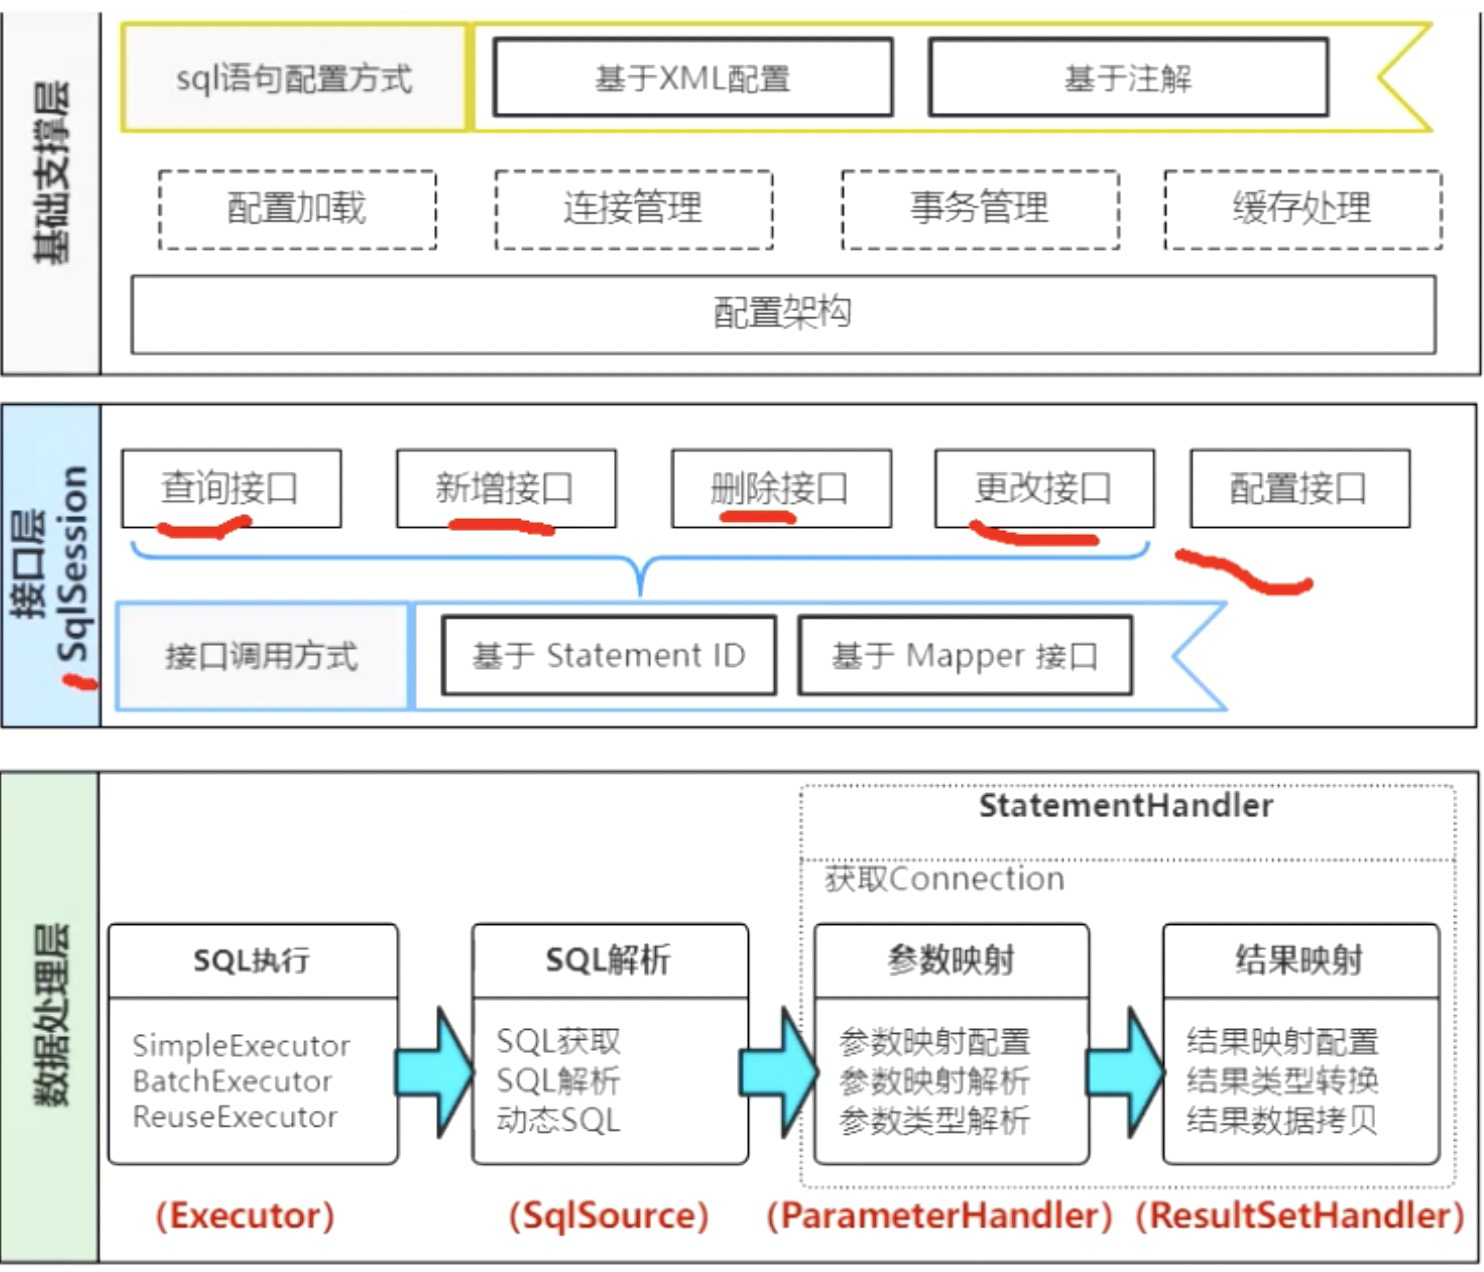 基础支撑层
sql语句配置方式
基于XML配置
基于注解
配置加载
连接管理
事务管理
缓存处理
配置架构
接口层
SqlSession
查询接口
新增接口
删除接口
更改接口
配置接口
接口调用方式
基于 Statement ID
基于 Mapper 接口
数据处理层
StatementHandler
获取Connection
SQL执行
SimpleExecutor
BatchExecutor
ReuseExecutor
(Executor)
SQL解析
SQL获取
SQL解析
动态SQL
(SqlSource)
参数映射
参数映射配置
参数映射解析
参数类型解析
(ParameterHandler)
结果映射
结果映射配置
结果类型转换
结果数据拷贝
(ResultSetHandler)